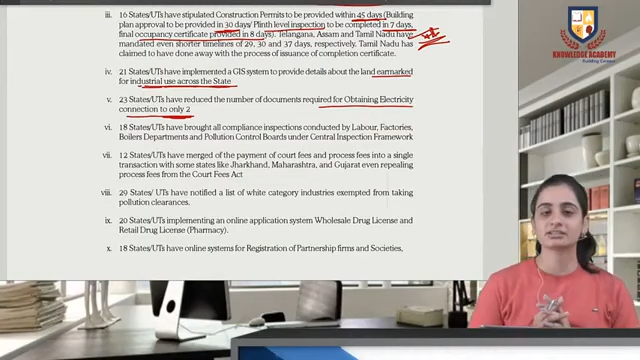 iii. 16 States/UTs have stipulated Construction Permits to be provided within 45 days (Building
plan approval to be provided in 30 days/ Plinth level inspection to be completed in 7 days,
final occupancy certificate provided in 8 days). Telangana, Assam and Tamil Nadu have
mandated even shorter timelines of 29, 30 and 37 days, respectively. Tamil Nadu has
claimed to have done away with the process of issuance of completion certificate.
iv. 21 States/UTs have implemented a GIS system to provide details about the land earmarked
for industrial use across the State
v. 23 States/UTs have reduced the number of documents required for Obtaining Electricity
connection to only 2
vi. 18 States/UTs have brought all compliance inspections conducted by Labour, Factories,
Boilers Departments and Pollution Control Boards under Central Inspection Framework
vii. 12 States/UTs have merged of the payment of court fees and process fees into a single
transaction with some states like Jharkhand, Maharashtra, and Gujarat even repealing
process fees from the Court Fees Act
viii. 29 States/ UTs have notified a list of white category industries exempted from taking
pollution clearances.
ix. 20 States/UTs implementing an online application system Wholesale Drug License and
Retail Drug License (Pharmacy).
x. 18 States/UTs have online systems for Registration of Partnership firms and Societies,
KNOWLEDGE ACADEMY
Building Career